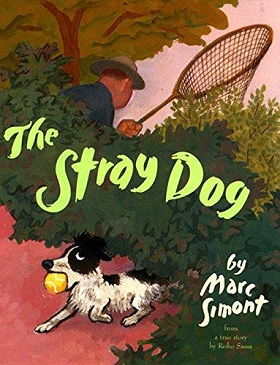 The
Stray Dog
by
Marc
Simont
from
a true story
by Reiko Sassa